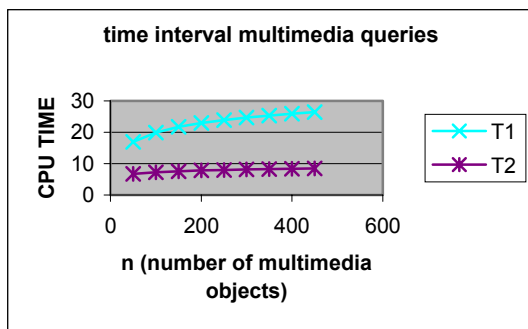 time interval multimedia queries
CPU TIME
30
20
10
0
0 200 400 600
n (number of multimedia
objects)
T1
T2